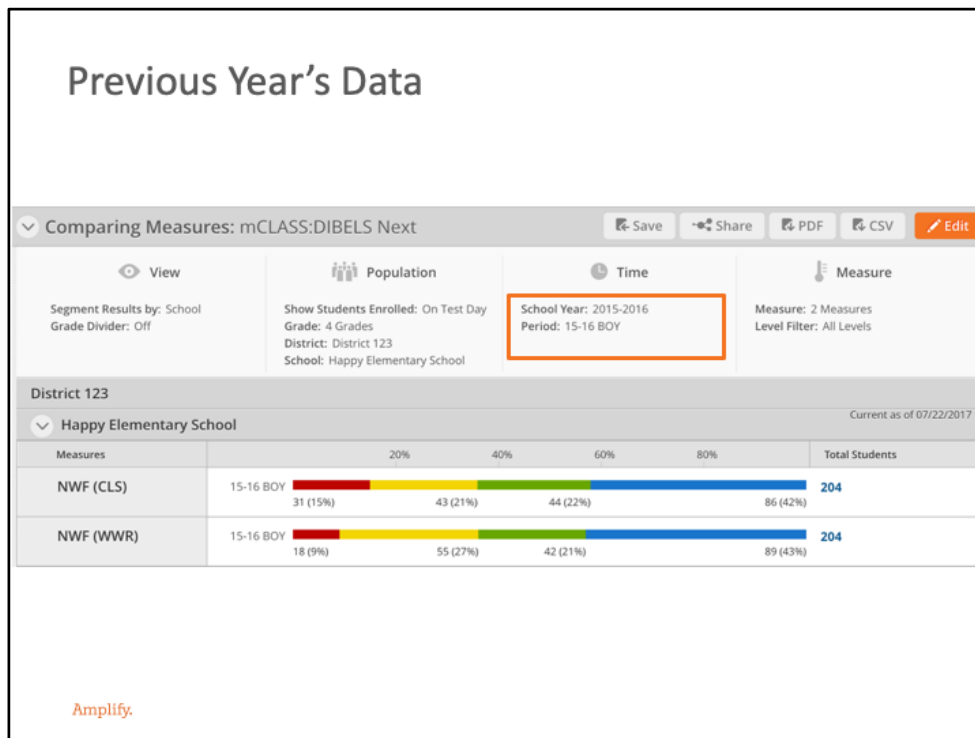 Previous Year's Data
Comparing Measures: mCLASS:DIBELS Next
Save
Share
PDF
CSV
Edit
View
Segment Results by: School
Grade Divider: Off
Population
Show Students Enrolled: On Test Day
Grade: 4 Grades
District: District 123
School: Happy Elementary School
Time
School Year: 2015-2016
Period: 15-16 BOY
Measure
Measure: 2 Measures
Level Filter: All Levels
District 123
Happy Elementary School
Current as of 07/22/2017
Measures 20% 40% 60% 80% Total Students
NWF (CLS) 15-16 BOY 204
31 (15%) 43 (21%) 44 (22%) 86 (42%)
NWF (WWR) 15-16 BOY 204
18 (9%) 55 (27%) 42 (21%) 89 (43%)
Amplify.